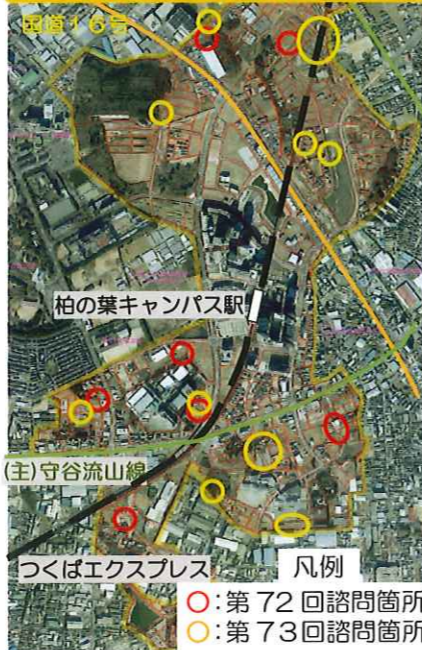 国道16号
柏の葉キャンパス駅
(主)守谷流山線
つくばエクスプレス
凡例
○:第72回諮問箇所
○:第73回諮問箇所